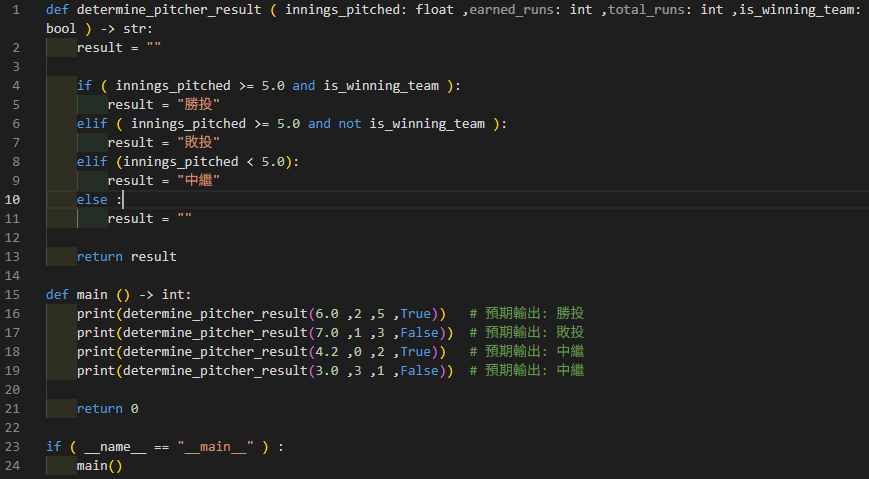 1 def determine_pitcher_result ( innings_pitched: float ,earned_runs: int ,total_runs: int ,is_winning_team:
bool ) -> str:
2     result = ""
3
4     if ( innings_pitched >= 5.0 and is_winning_team ):
5         result = "勝投"
6     elif ( innings_pitched >= 5.0 and not is_winning_team ):
7         result = "敗投"
8     elif (innings_pitched < 5.0):
9         result = "中繼"
10     else :
11         result = ""
12
13     return result
14
15 def main () -> int:
16     print(determine_pitcher_result(6.0 ,2 ,5 ,True))   # 預期輸出: 勝投
17     print(determine_pitcher_result(7.0 ,1 ,3 ,False))  # 預期輸出: 敗投
18     print(determine_pitcher_result(4.2 ,0 ,2 ,True))   # 預期輸出: 中繼
19     print(determine_pitcher_result(3.0 ,3 ,1 ,False))  # 預期輸出: 中繼
20
21     return 0
22
23 if ( __name__ == "__main__" ) :
24     main()